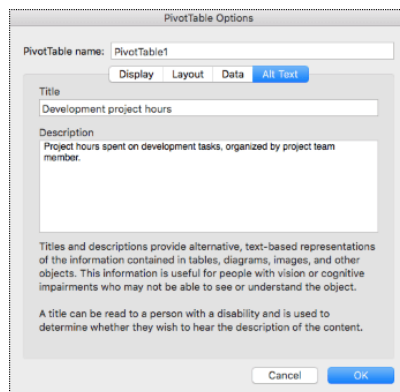 PivotTable Options
PivotTable name: PivotTable1
Display Layout Data Alt Text
Title
Development project hours
Description
Project hours spent on development tasks, organized by project team
member.
Titles and descriptions provide alternative, text-based representations
of the information contained in tables, diagrams, images, and other
objects. This information is useful for people with vision or cognitive
impairments who may not be able to see or understand the object.
A title can be read to a person with a disability and is used to
determine whether they wish to hear the description of the content.
Cancel OK